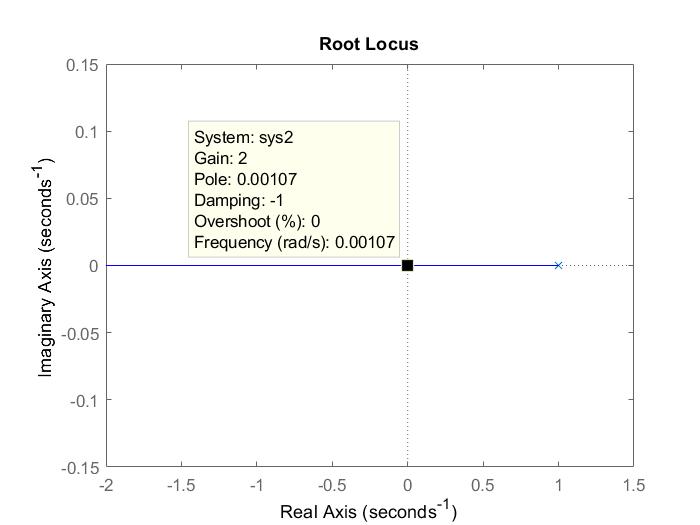 Root Locus
0.15
0.1
0.05
0
-0.05
-0.1
-0.15
Imaginary Axis (seconds-1)
System: sys2
Gain: 2
Pole: 0.00107
Damping: -1
Overshoot (%): 0
Frequency (rad/s): 0.00107
-2 -1.5 -1 -0.5 0 0.5 1 1.5
Real Axis (seconds-1)